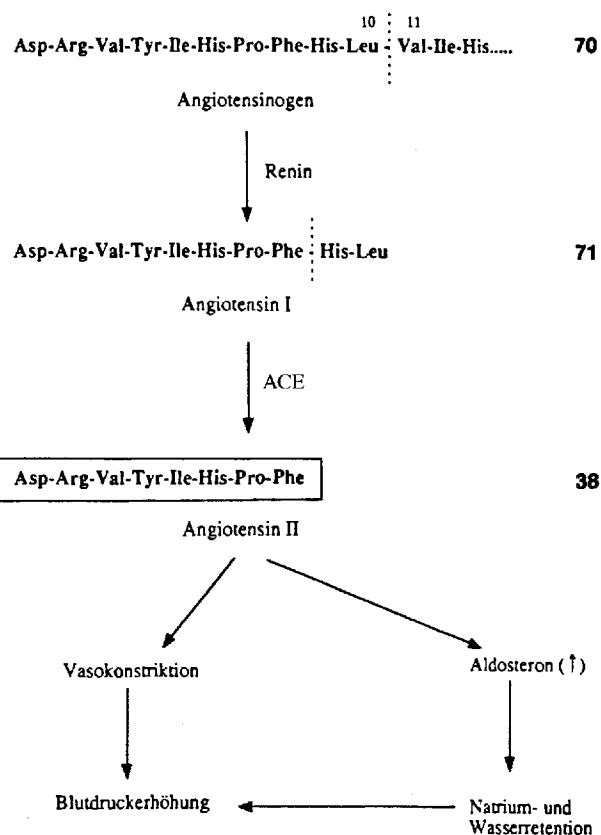 10 11
Asp-Arg-Val-Tyr-Ile-His-Pro-Phe-His-Leu - Val-Ile-His..... 70
Angiotensinogen
Renin
Asp-Arg-Val-Tyr-Ile-His-Pro-Phe - His-Leu 71
Angiotensin I
ACE
Asp-Arg-Val-Tyr-Ile-His-Pro-Phe 38
Angiotensin II
Vasokonstriktion
Aldosteron (↑)
Blutdruckerhöhung
Natrium- und
Wasserretention